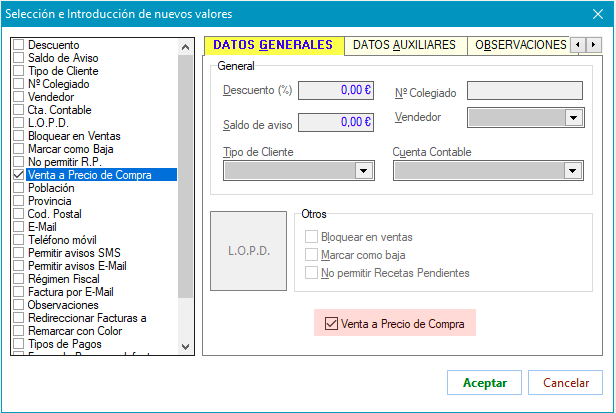 Selección e Introducción de nuevos valores
Descuento
Saldo de Aviso
Tipo de Cliente
Nº Colegiado
Vendedor
Cta. Contable
L.O.P.D.
Bloquear en Ventas
Marcar como Baja
No permitir R.P.
Venta a Precio de Compra
Población
Provincia
Cod. Postal
E-Mail
Teléfono móvil
Permitir avisos SMS
Permitir avisos E-Mail
Régimen Fiscal
Factura por E-Mail
Observaciones
Redireccionar Facturas a
Remarcar con Color
Tipos de Pagos
DATOS GENERALES
DATOS AUXILIARES
OBSERVACIONES
General
Descuento (%)
0,00 €
Nº Colegiado
Saldo de aviso
0,00 €
Vendedor
Tipo de Cliente
Cuenta Contable
L.O.P.D.
Otros
Bloquear en ventas
Marcar como baja
No permitir Recetas Pendientes
Venta a Precio de Compra
Aceptar
Cancelar